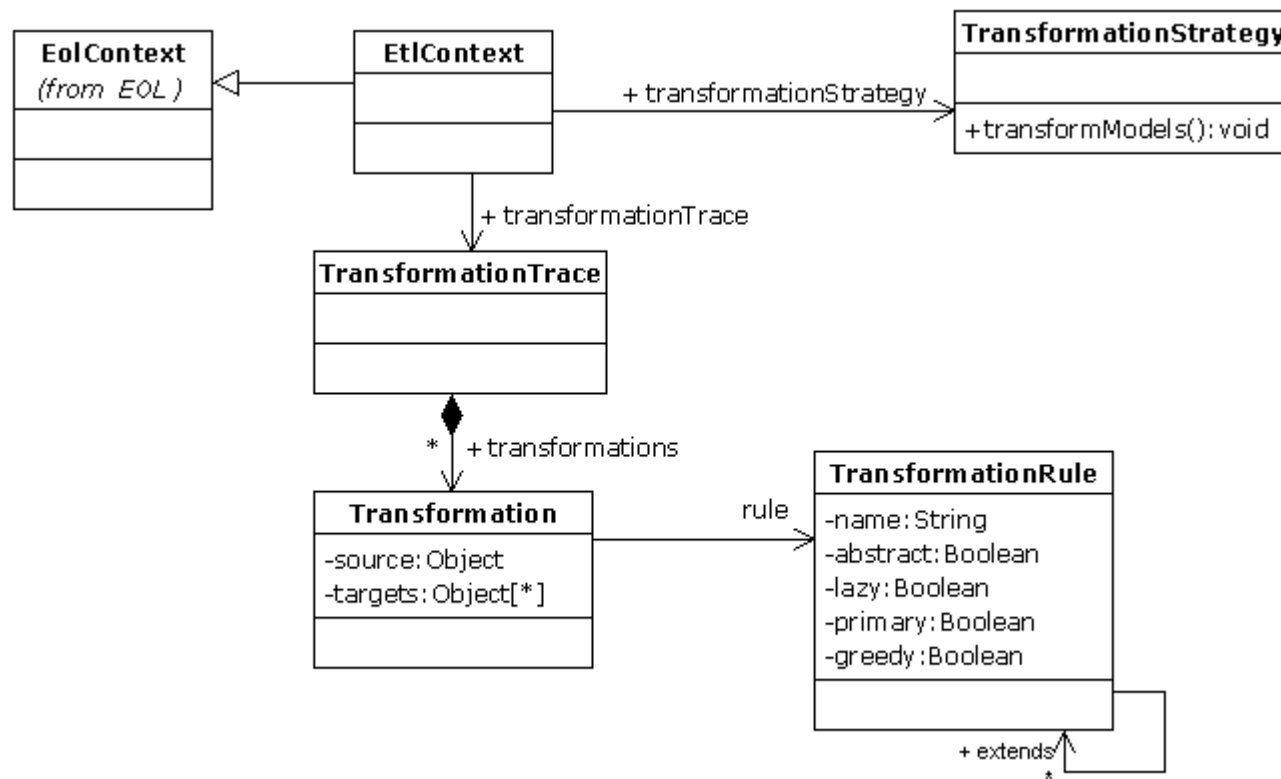 EolContext
(from EOL)
EtlContext
TransformationStrategy
+transformModels():void
+ transformationStrategy
+ transformationTrace
TransformationTrace
*
+ transformations
Transformation
-source:Object
-targets:Object[*]
rule
TransformationRule
-name:String
-abstract:Boolean
-lazy:Boolean
-primary:Boolean
-greedy:Boolean
+ extends
*